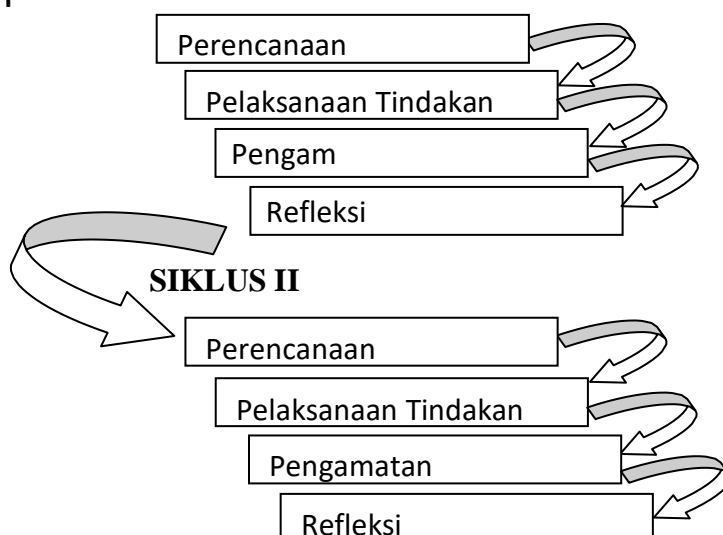 Perencanaan
Pelaksanaan Tindakan
Pengam
Refleksi
SIKLUS II
Perencanaan
Pelaksanaan Tindakan
Pengamatan
Refleksi